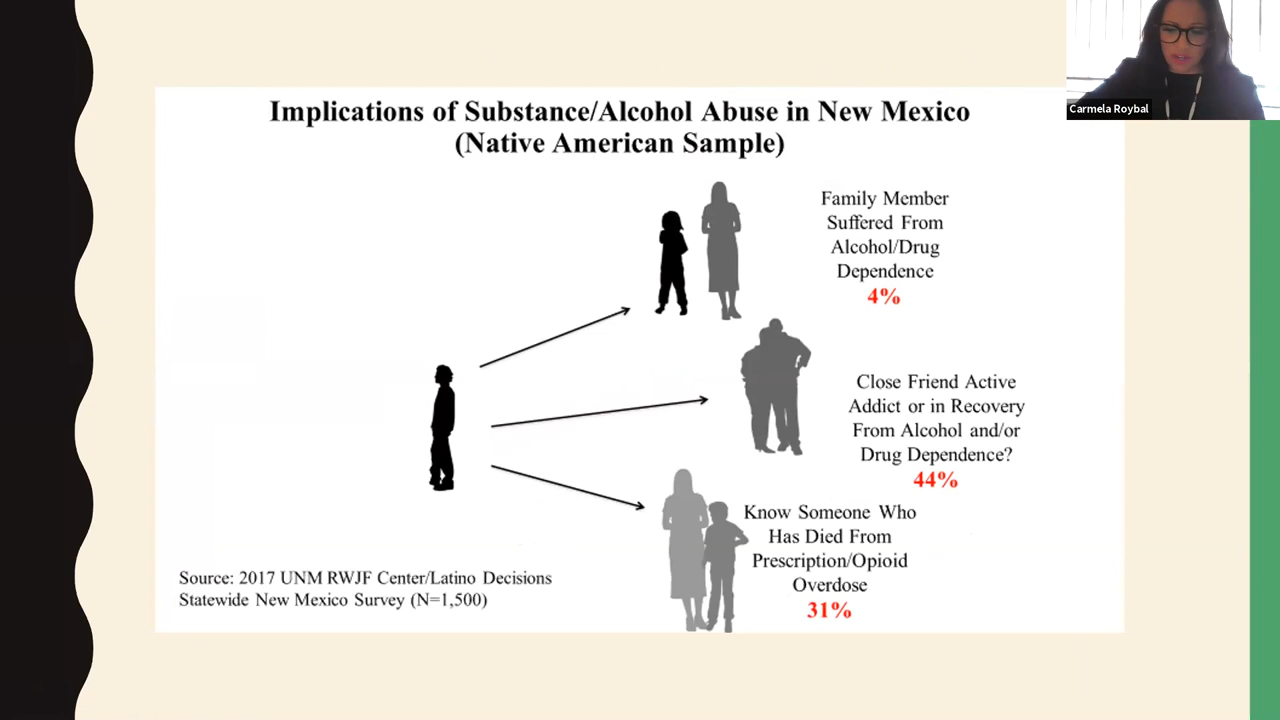 Carmela Roybal
Implications of Substance/Alcohol Abuse in New Mexico
(Native American Sample)
Family Member
Suffered From
Alcohol/Drug
Dependence
4%
Close Friend Active
Addict or in Recovery
From Alcohol and/or
Drug Dependence?
44%
Know Someone Who
Has Died From
Prescription/Opioid
Overdose
31%
Source: 2017 UNM RWJF Center/Latino Decisions
Statewide New Mexico Survey (N=1,500)